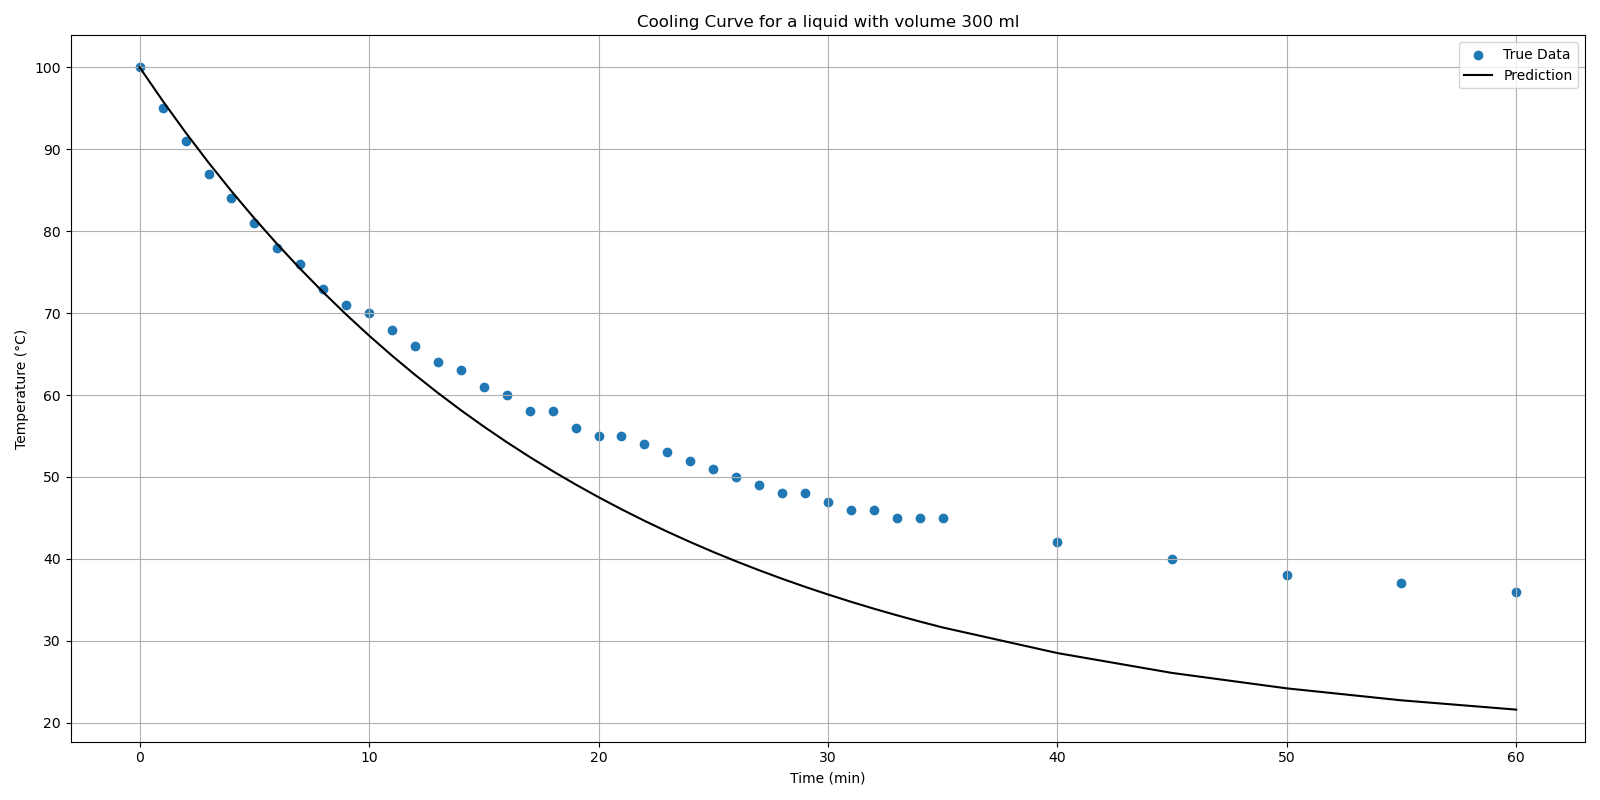 Cooling Curve for a liquid with volume 300 ml
True Data
Prediction
100
90
80
70
60
50
40
30
20
Temperature (°C)
0 10 20 30 40 50 60
Time (min)